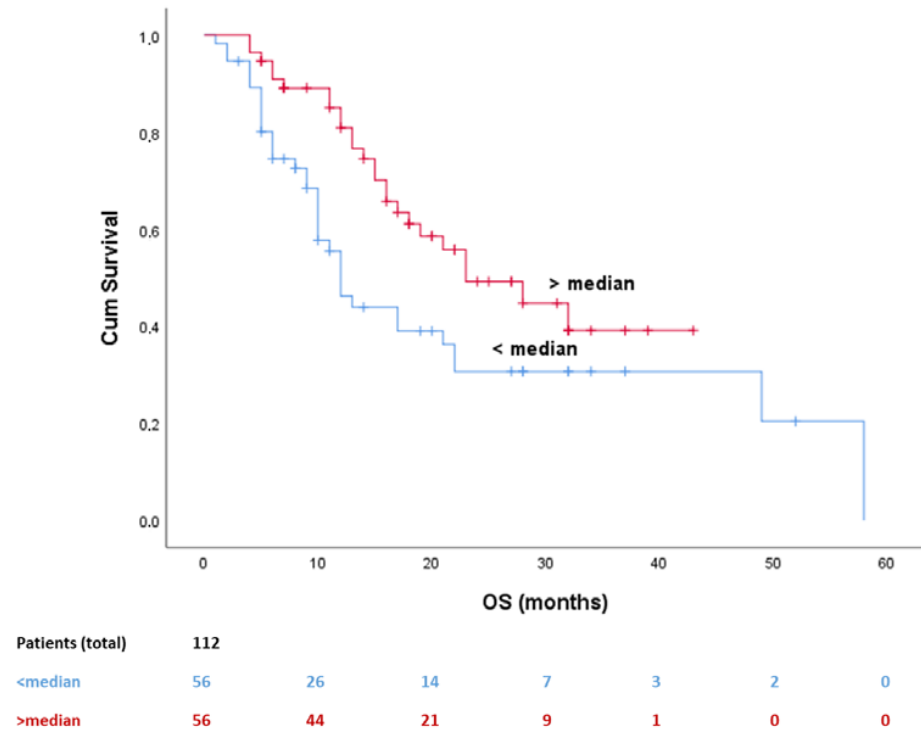 1,0
0,8
0,6
0,4
0,2
0,0
Cum Survival
> median
< median
0 10 20 30 40 50 60
OS (months)
Patients (total) 112
<median 56 26 14 7 3 2 0
>median 56 44 21 9 1 0 0